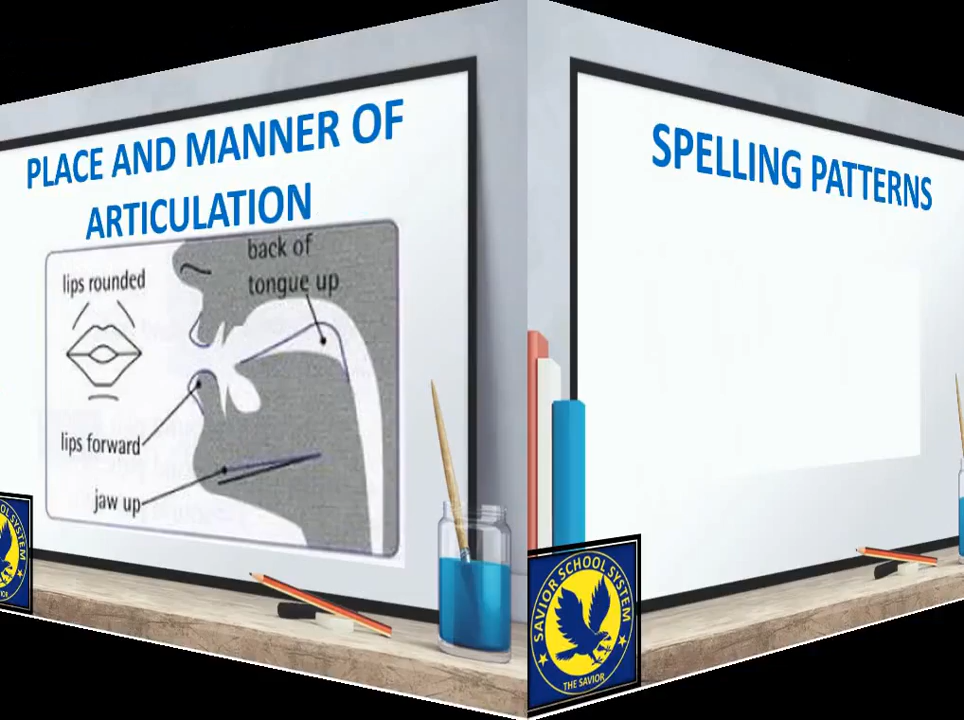 PLACE AND MANNER OF
ARTICULATION
lips rounded
back of
tongue up
lips forward
jaw up
SPELLING PATTERNS
SAVIOR SCHOOL SYSTEM
THE SAVIOR